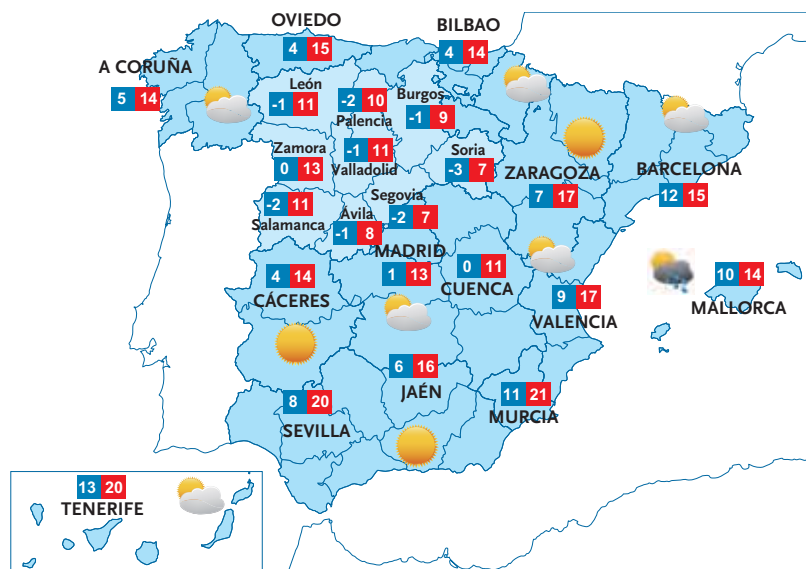 OVIEDO
4 15
BILBAO
4 14
A CORUÑA
5 14
León
-1 11
-2 10
Palencia
Burgos
-1 9
Zamora
0 13
-1 11
Valladolid
Soria
-3 7
ZARAGOZA
7 17
BARCELONA
12 15
-2 11
Salamanca
Ávila
-1 8
Segovia
-2 7
MADRID
1 13
0 11
CUENCA
4 14
CÁCERES
9 17
VALENCIA
10 14
MALLORCA
6 16
JAÉN
8 20
SEVILLA
11 21
MURCIA
13 20
TENERIFE